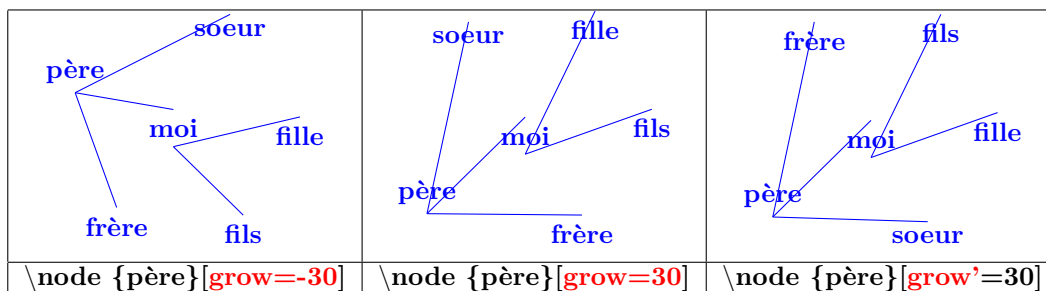 soeur
père
moi
fille
frère
fils
\node {père}[grow=-30]
soeur
fille
fils
moi
père
frère
\node {père}[grow=30]
frère
fils
fille
moi
père
soeur
\node {père}[grow’=30]